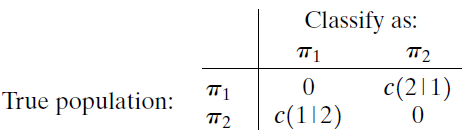 Classify as:
π1 π2
True population: π1 0 c(2|1)
π2 c(1|2) 0